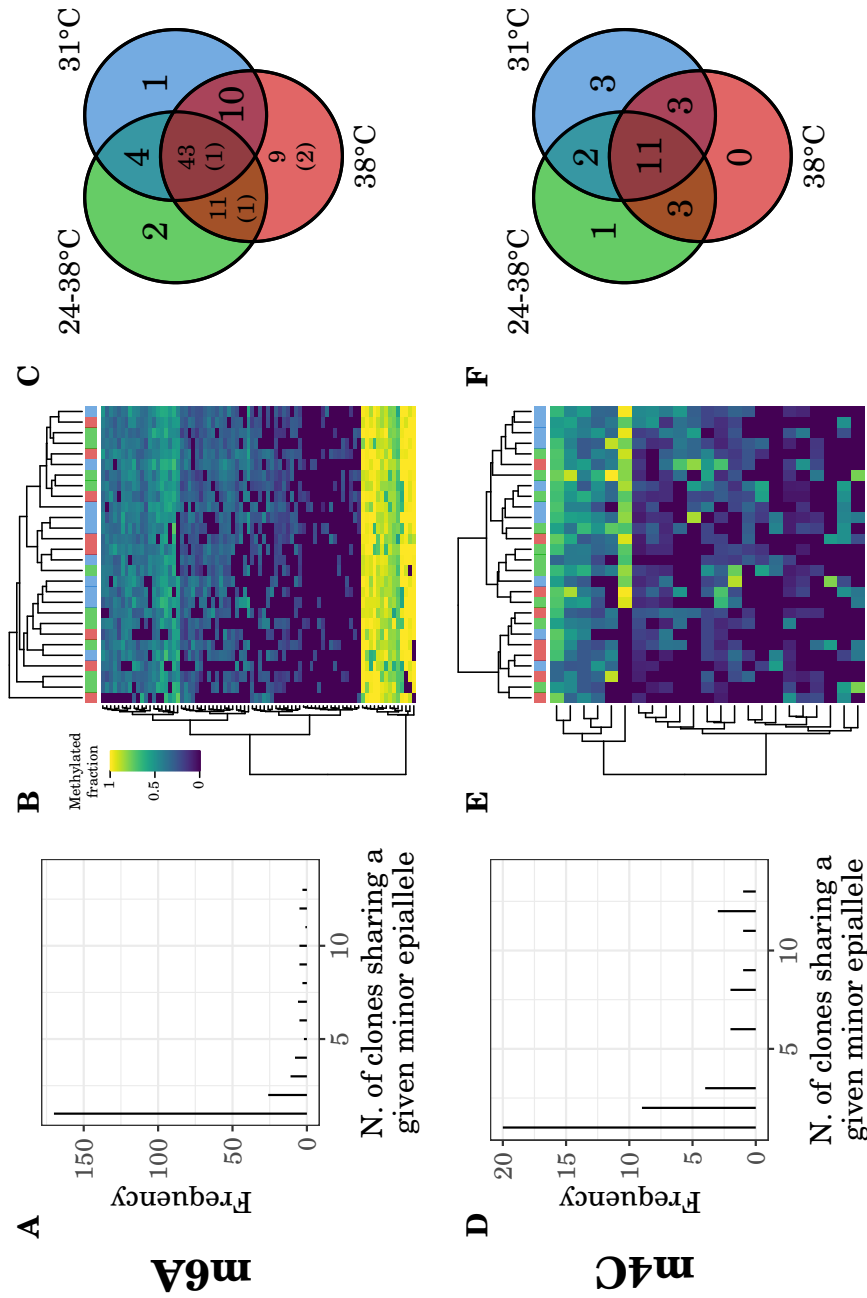 m6A
A
Frequency
150
100
50
0
5
10
N. of clones sharing a
given minor epiallele
B
Methylated
fraction
1
0.5
0
C
24-38°C
31°C
2
4
1
43
(1)
11
(1)
10
9
(2)
38°C
m4C
D
Frequency
20
15
10
5
0
5
10
N. of clones sharing a
given minor epiallele
E
F
24-38°C
31°C
1
2
3
11
3
3
0
38°C